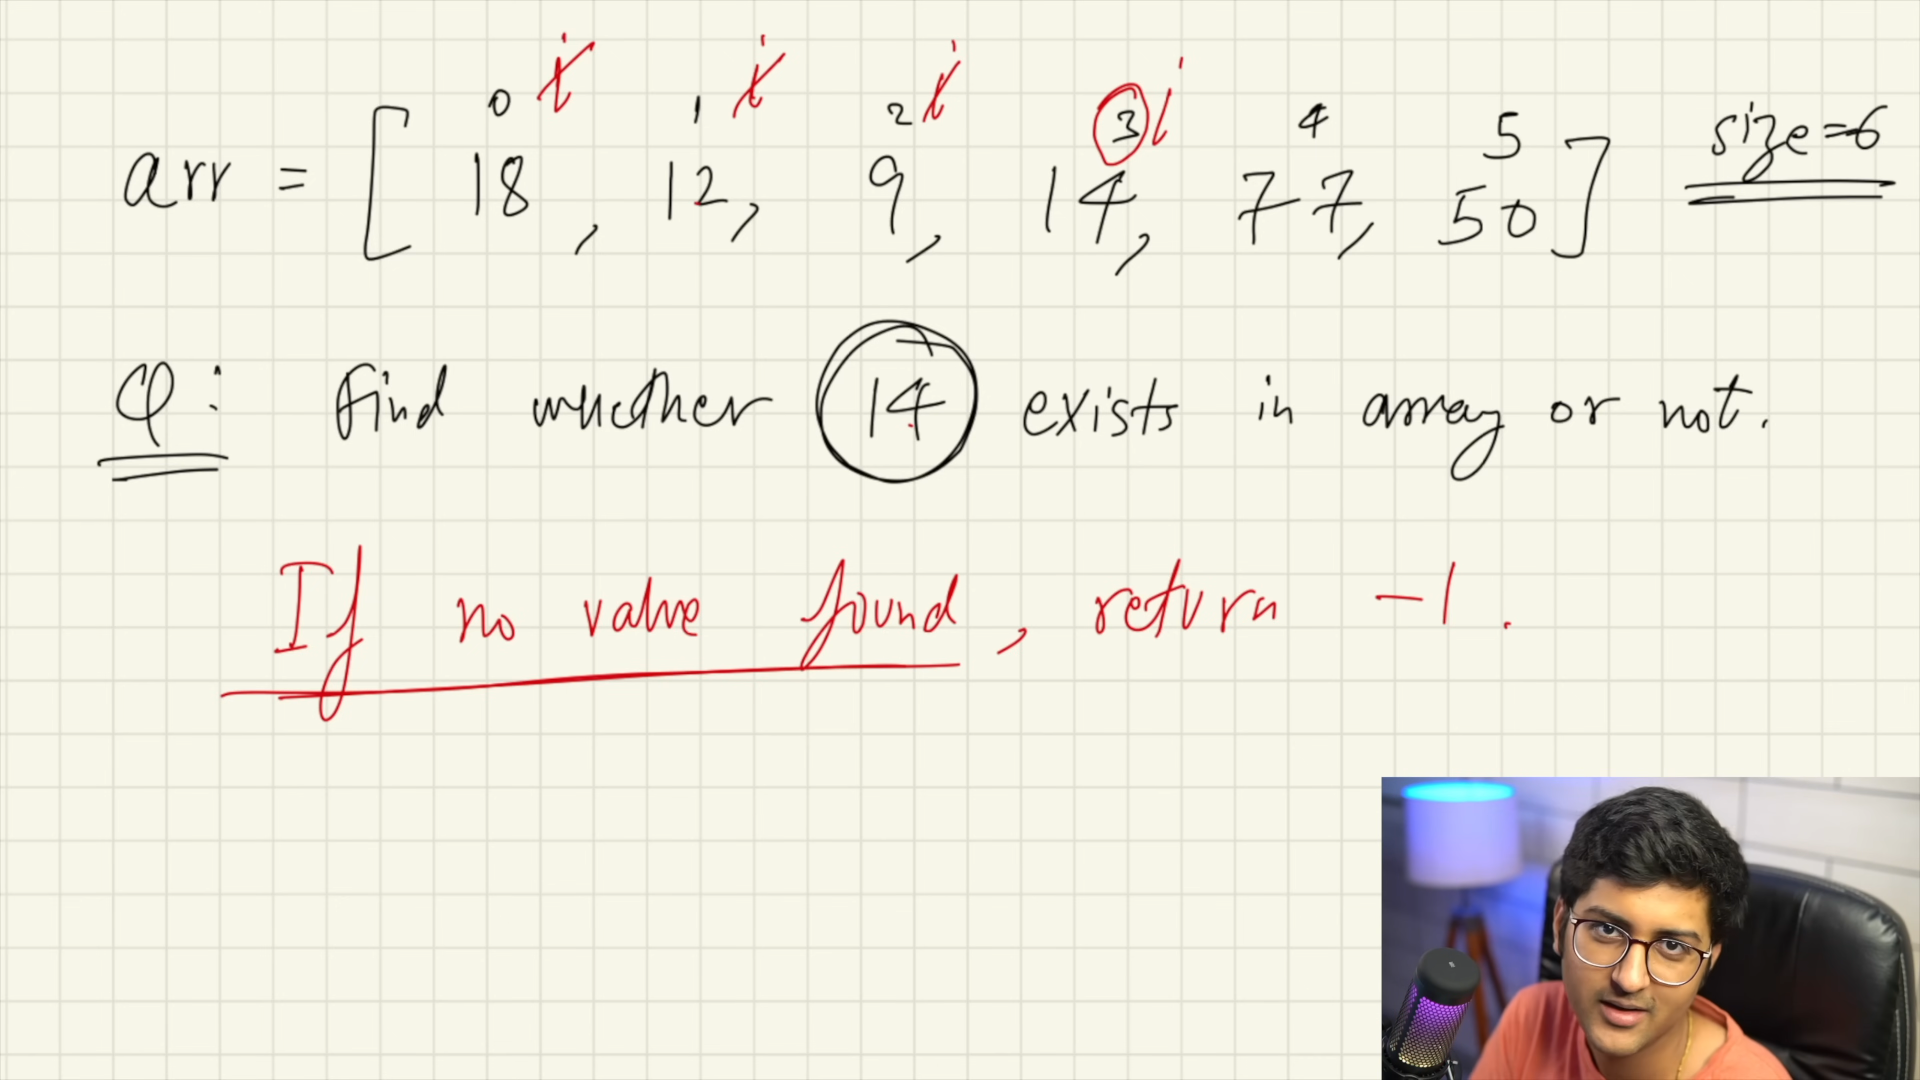 0 i 1 i 2 i 3 i 4 5
arr = [ 18 , 12, 9, 14, 77, 50 ] size=6
Q: Find whether 14 exists in array or not.
If no value found, return -1.